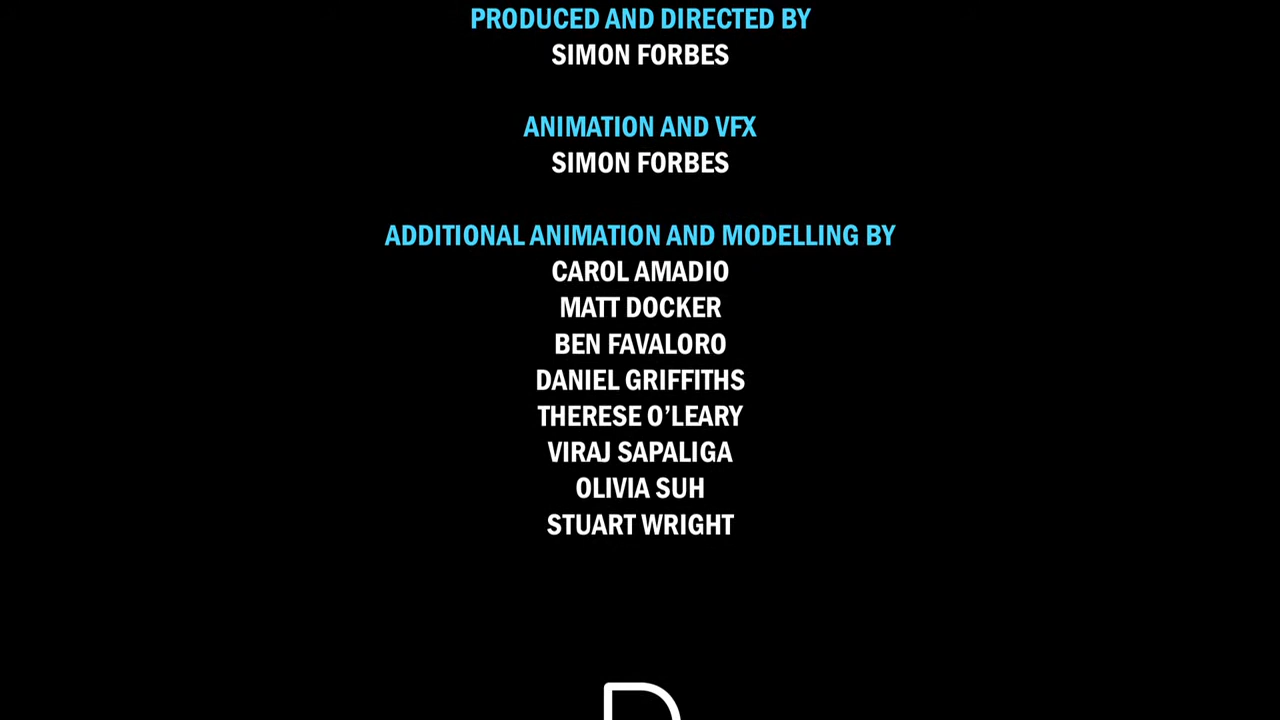 PRODUCED AND DIRECTED BY
SIMON FORBES
ANIMATION AND VFX
SIMON FORBES
ADDITIONAL ANIMATION AND MODELLING BY
CAROL AMADIO
MATT DOCKER
BEN FAVALORO
DANIEL GRIFFITHS
THERESE O’LEARY
VIRAJ SAPALIGA
OLIVIA SUH
STUART WRIGHT